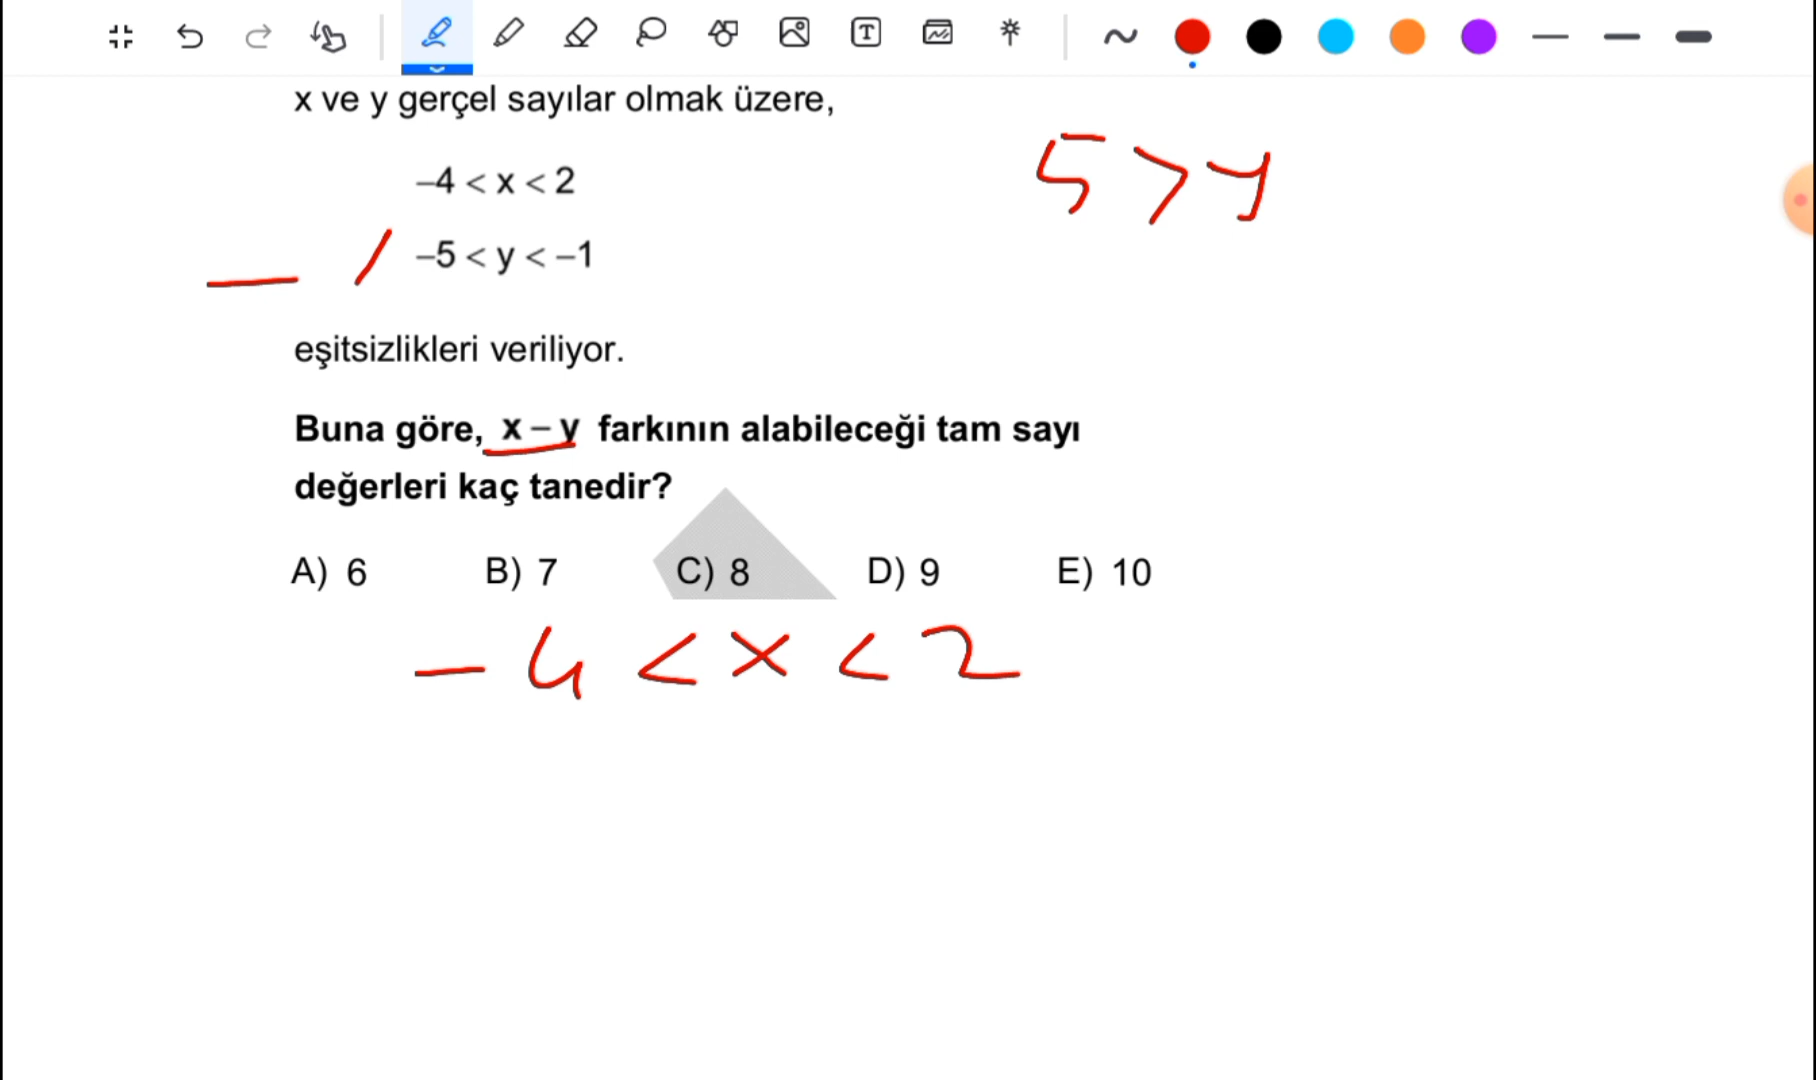 x ve y gerçel sayılar olmak üzere,
5 > y
–4 < x < 2
– / –5 < y < –1
eşitsizlikleri veriliyor.
Buna göre, x – y farkının alabileceği tam sayı
değerleri kaç tanedir?
A) 6 B) 7 C) 8 D) 9 E) 10
– 4 < x < 2